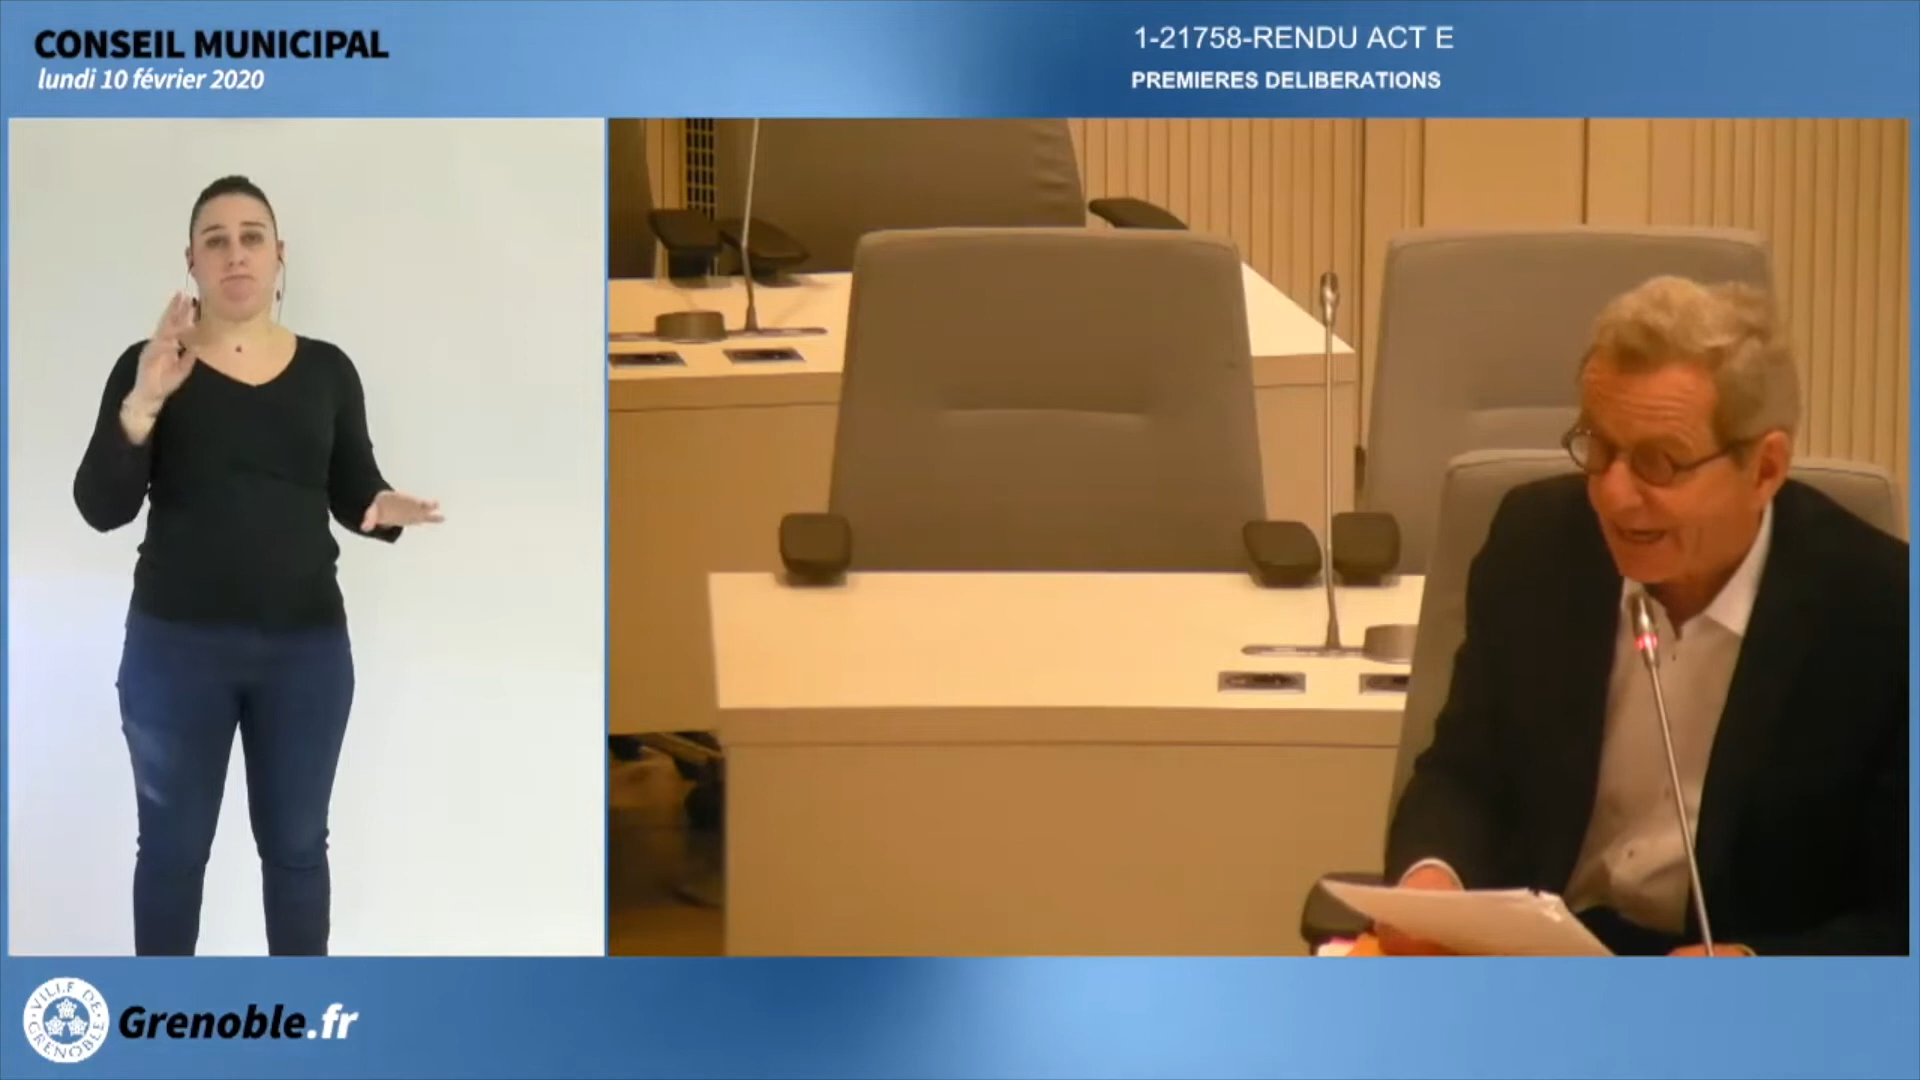 CONSEIL MUNICIPAL
lundi 10 février 2020
1-21758-RENDU ACT E
PREMIERES DELIBERATIONS
VILLE DE GRENOBLE
Grenoble.fr